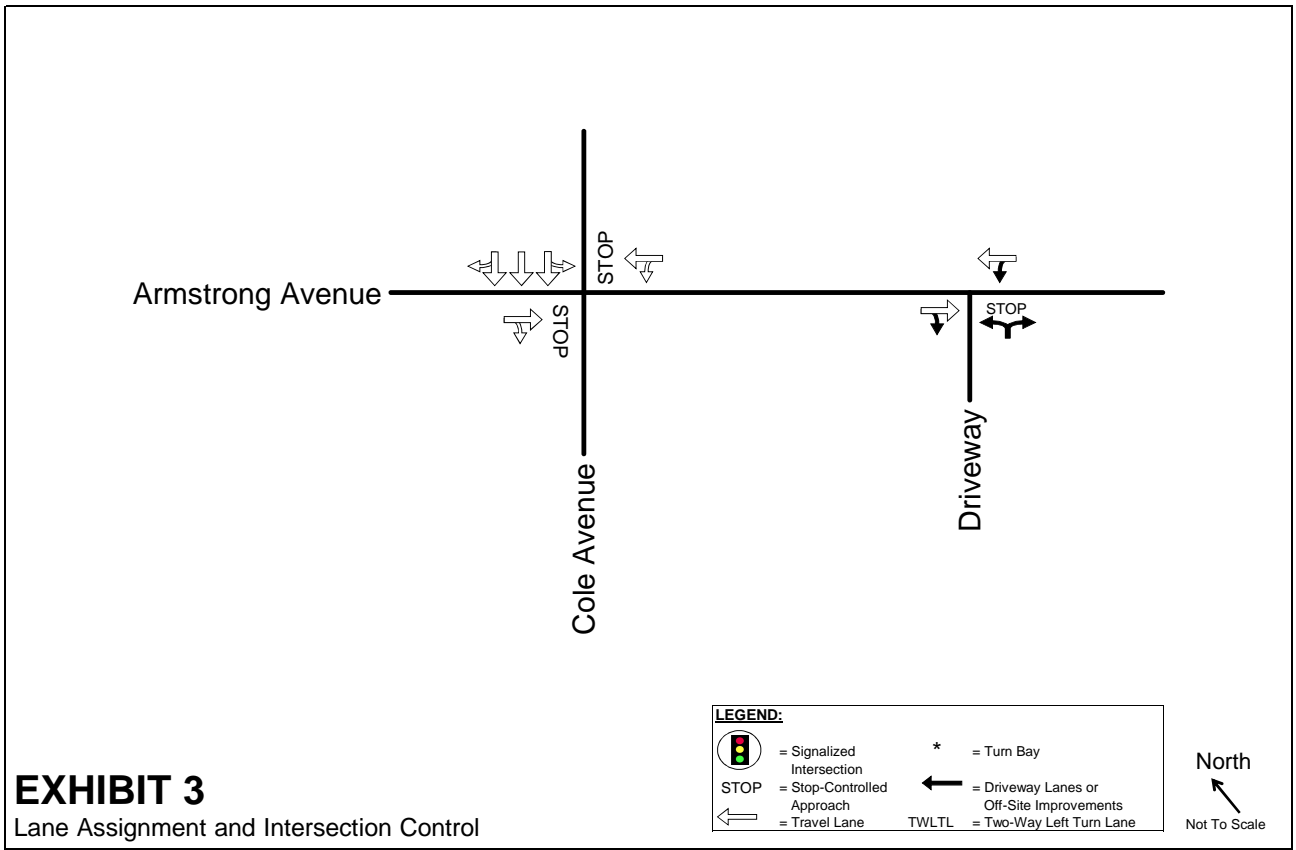 STOP
Armstrong Avenue
STOP
STOP
Cole Avenue
Driveway
LEGEND:
= Signalized
Intersection
* = Turn Bay
STOP = Stop-Controlled
Approach
= Driveway Lanes or
Off-Site Improvements
= Travel Lane
TWLTL = Two-Way Left Turn Lane
North
Not To Scale
EXHIBIT 3
Lane Assignment and Intersection Control